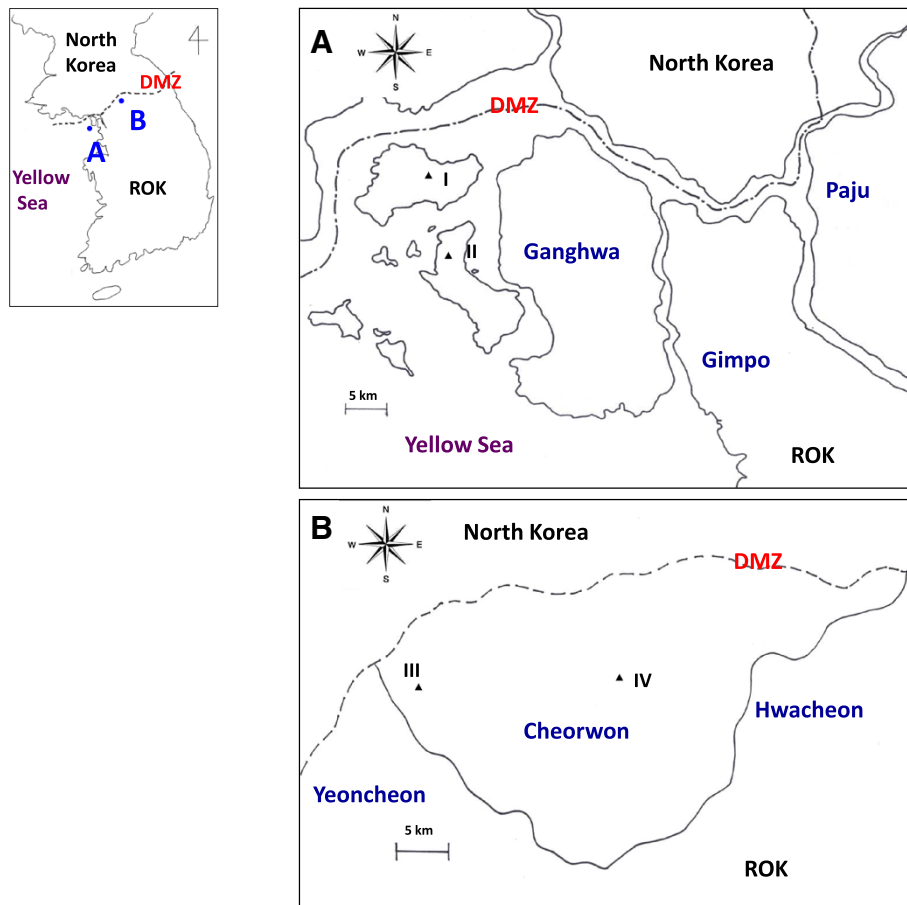 North
Korea
DMZ
B
A
Yellow
Sea
ROK
A
N
W
E
S
North Korea
DMZ
I
Paju
II
Ganghwa
Gimpo
5 km
Yellow Sea
ROK
B
N
W
E
S
North Korea
DMZ
III
IV
Hwacheon
Cheorwon
Yeoncheon
5 km
ROK